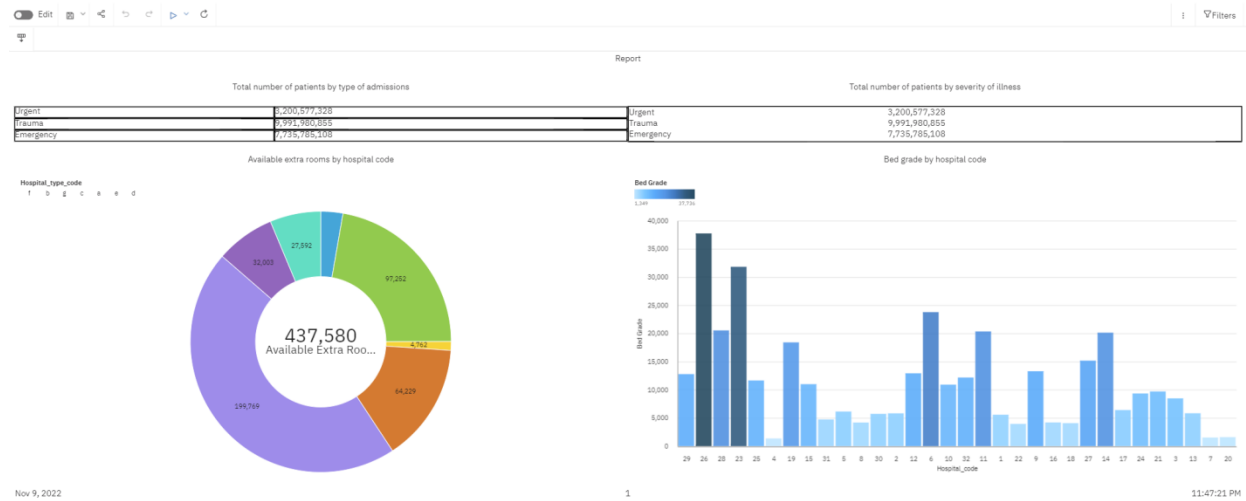 Edit
Filters
Report
Total number of patients by type of admissions
Urgent 3,200,577,328
Trauma 9,991,980,855
Emergency 7,735,785,108
Total number of patients by severity of illness
Urgent 3,200,577,328
Trauma 9,991,980,855
Emergency 7,735,785,108
Available extra rooms by hospital code
Hospital_type_code
f b g c a e d
27,592
97,252
32,003
4,762
437,580
Available Extra Roo...
64,229
199,769
Bed grade by hospital code
Bed Grade
40,000
35,000
30,000
25,000
20,000
15,000
10,000
5,000
0
Bed Grade
29 26 28 23 25 4 19 15 31 5 8 30 2 12 6 10 32 11 1 22 9 16 18 27 14 17 24 21 3 13 7 20
Hospital_code
Nov 9, 2022
1
11:47:21 PM